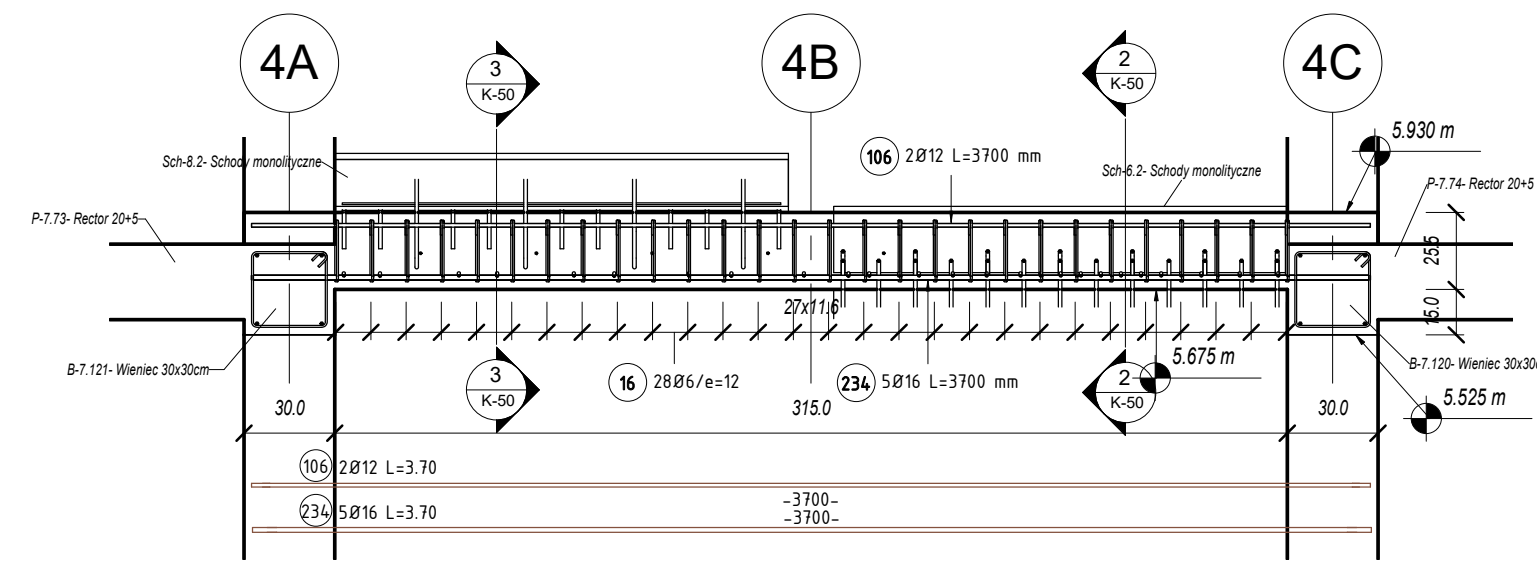 4A
4B
4C
3
K-50
2
K-50
5.930 m
Sch-8.2- Schody monolityczne
106 2Ø12 L=3700 mm
Sch-6.2- Schody monolityczne
P-7.73- Rector 20+5
P-7.74- Rector 20+5
25.5
27x11.6
15.0
B-7.121- Wieniec 30x30cm
16 28Ø6/e=12
234 5Ø16 L=3700 mm
5.675 m
B-7.120- Wieniec 30x30
3
K-50
2
K-50
5.525 m
30.0
315.0
30.0
106 2Ø12 L=3.70
-3700-
234 5Ø16 L=3.70
-3700-